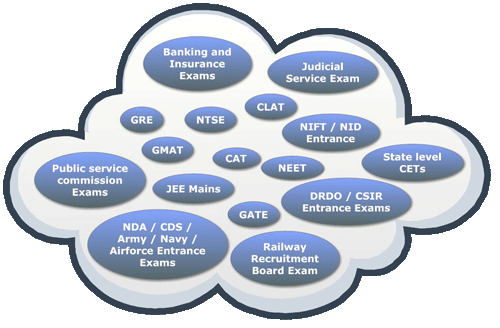 Banking and
Insurance
Exams
Judicial
Service Exam
GRE
NTSE
CLAT
NIFT / NID
Entrance
GMAT
CAT
NEET
State level
CETs
Public service
commission
Exams
JEE Mains
DRDO / CSIR
Entrance Exams
GATE
NDA / CDS /
Army / Navy /
Airforce Entrance
Exams
Railway
Recruitment
Board Exam